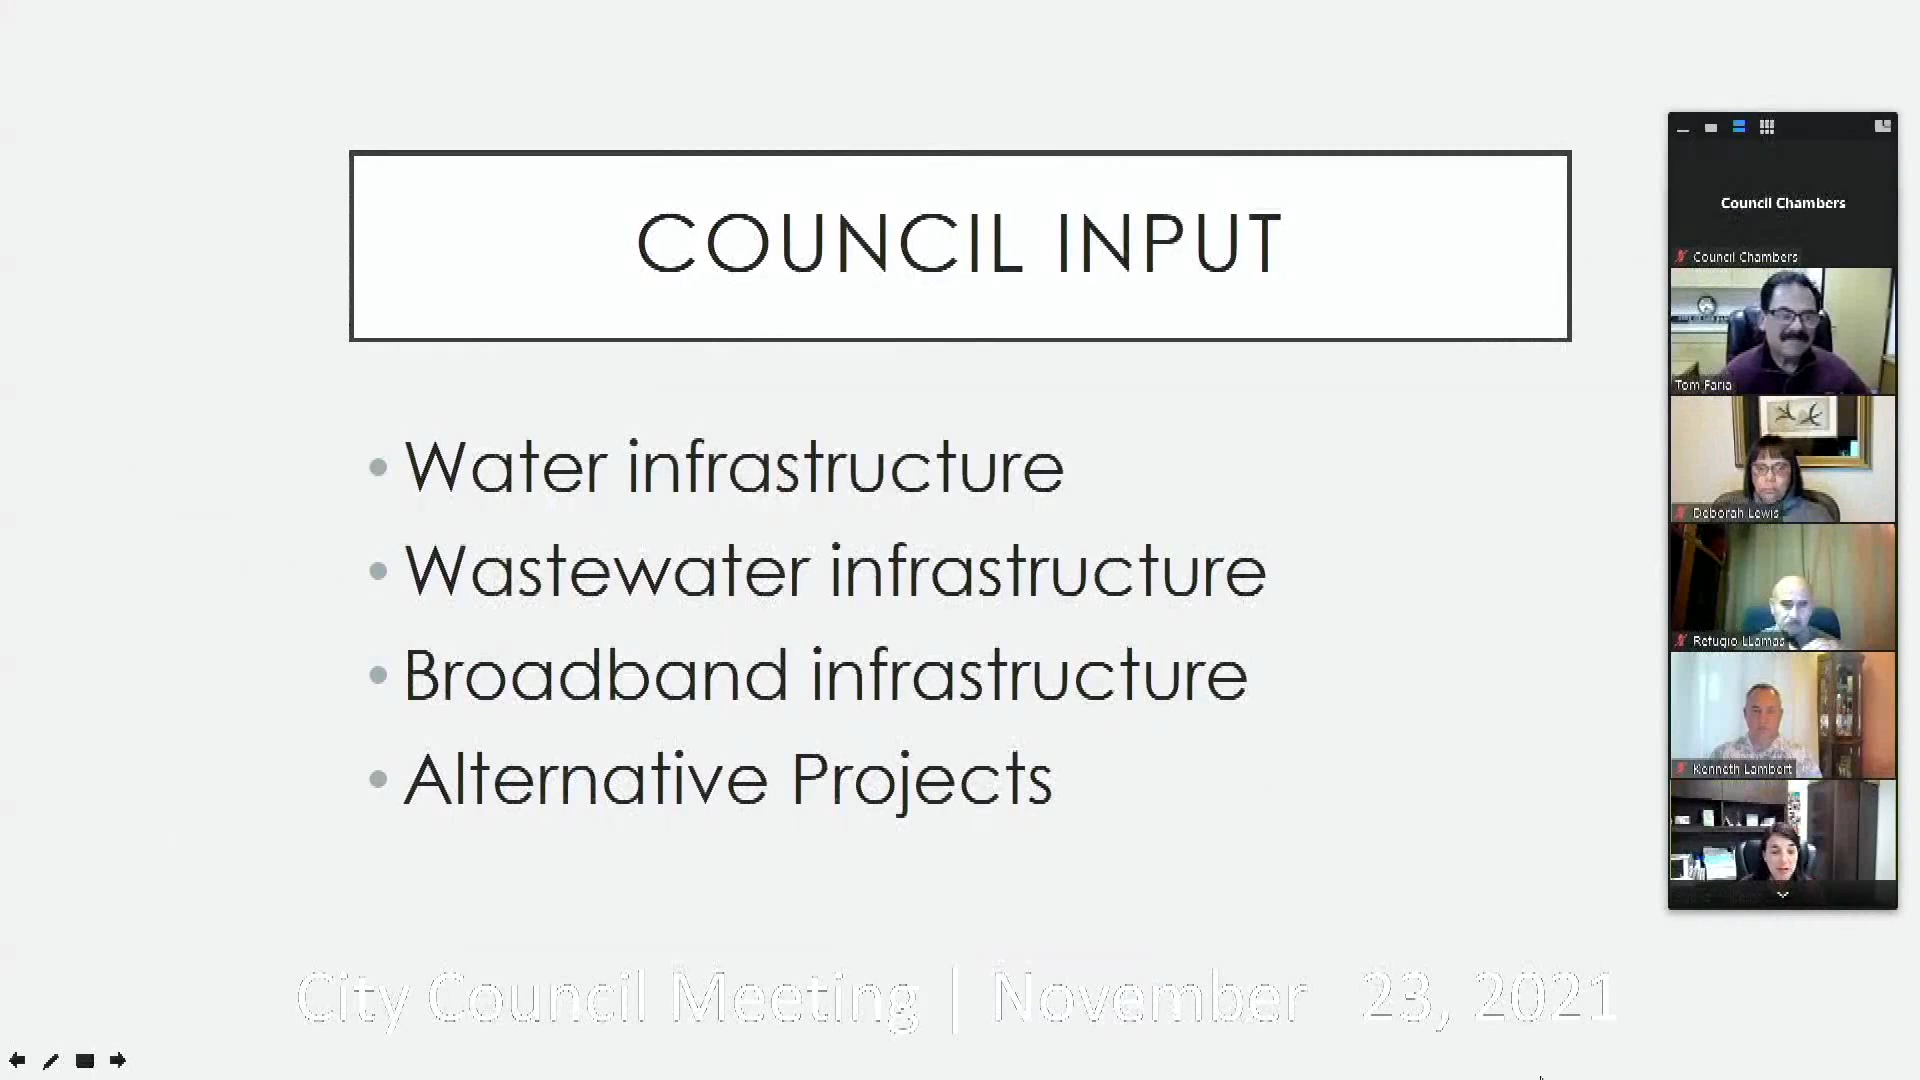 COUNCIL INPUT
• Water infrastructure
• Wastewater infrastructure
• Broadband infrastructure
• Alternative Projects
City Council Meeting | November 23, 2021
Council Chambers
Council Chambers
Tom Faria
Deborah Lewis
Refugio LLamas
Kenneth Lambert